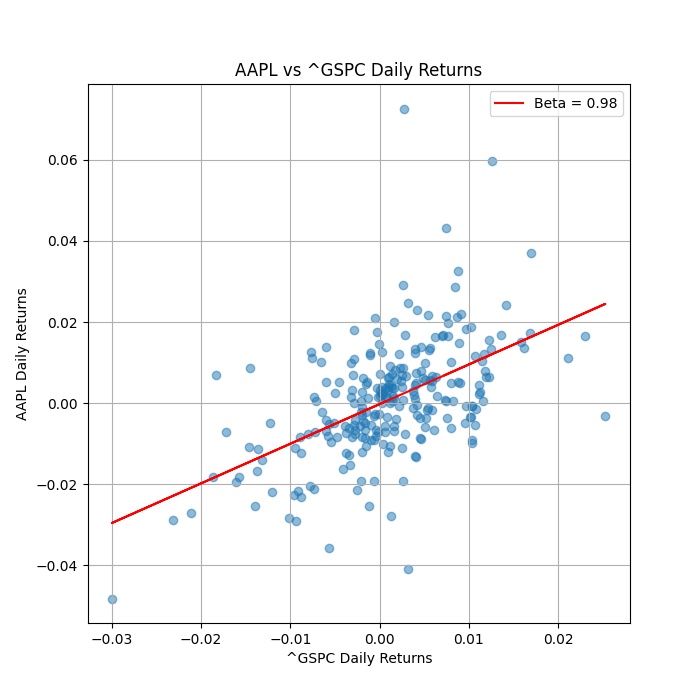 AAPL vs ^GSPC Daily Returns
Beta = 0.98
AAPL Daily Returns
0.06
0.04
0.02
0.00
−0.02
−0.04
−0.03 −0.02 −0.01 0.00 0.01 0.02
^GSPC Daily Returns